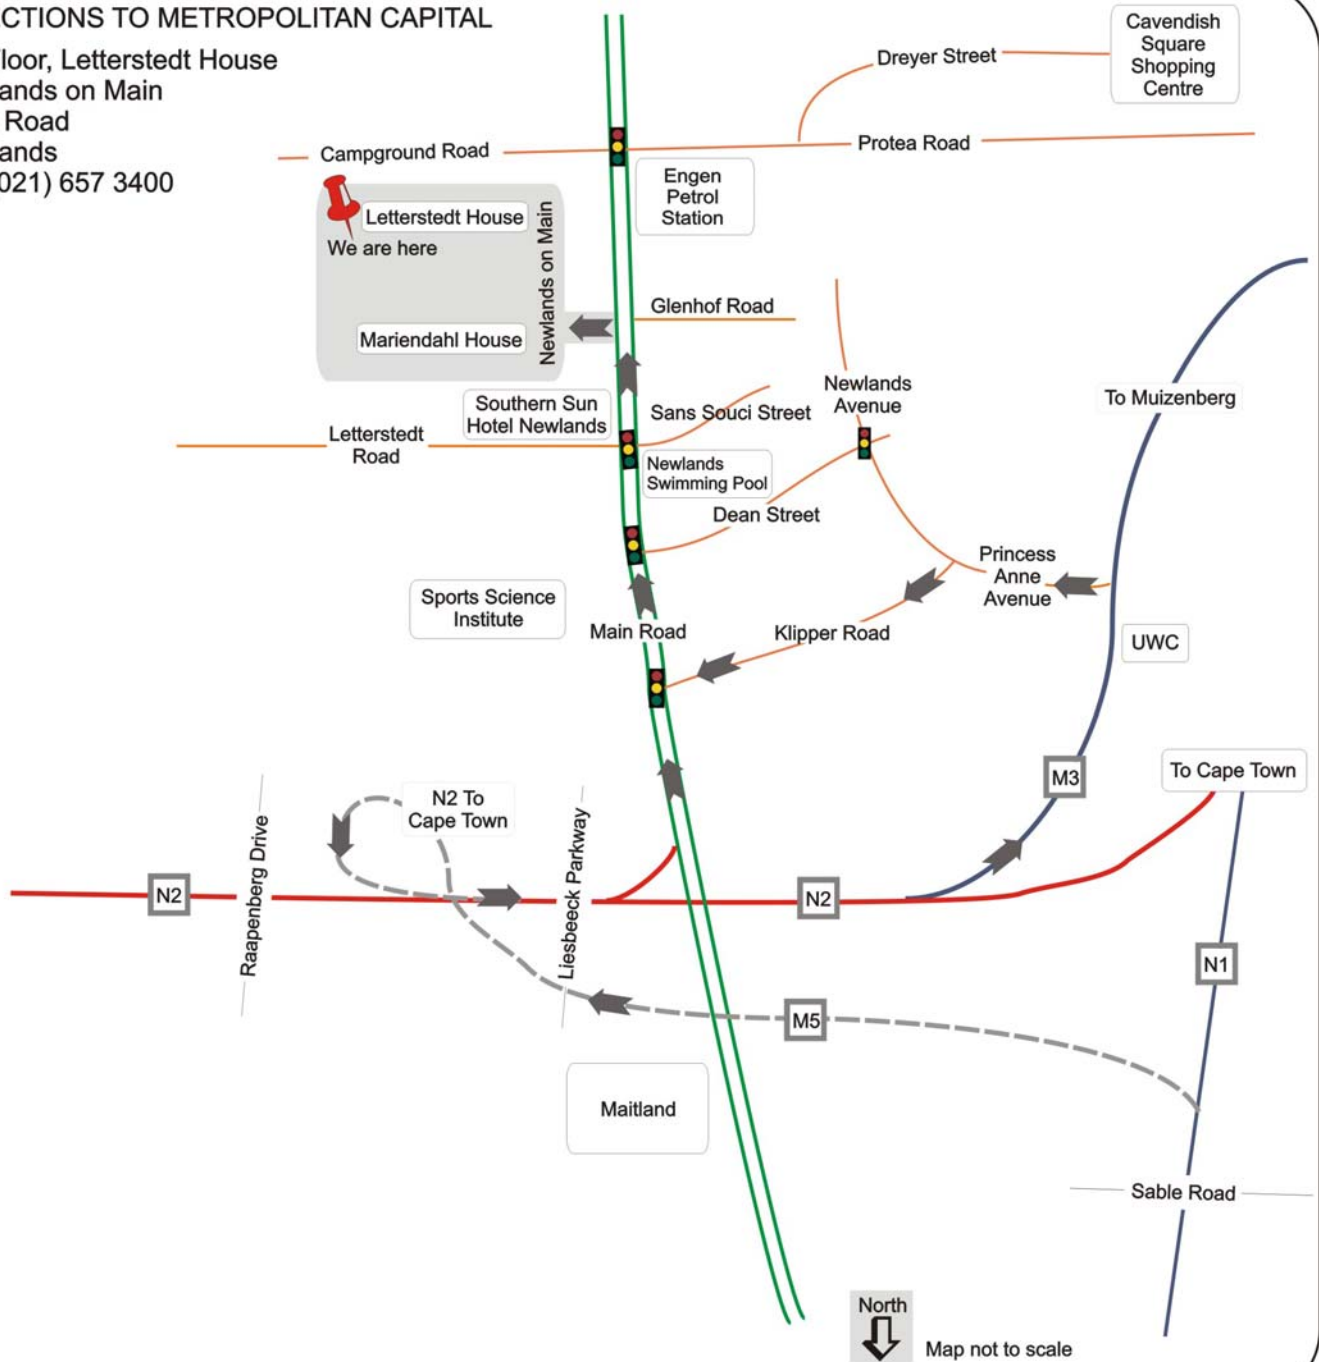 CTIONS TO METROPOLITAN CAPITAL
loor, Letterstedt House
ands on Main
Road
ands
021) 657 3400
Cavendish
Square
Shopping
Centre
Dreyer Street
Campground Road
Protea Road
Engen
Petrol
Station
Letterstedt House
We are here
Newlands on Main
Mariendahl House
Glenhof Road
Newlands
Avenue
To Muizenberg
Southern Sun
Hotel Newlands
Sans Souci Street
Letterstedt
Road
Newlands
Swimming Pool
Dean Street
Princess
Anne
Avenue
Sports Science
Institute
Main Road
Klipper Road
UWC
M3
To Cape Town
N2 To
Cape Town
Raapenberg Drive
Liesbeeck Parkway
N2
N2
N1
M5
Maitland
Sable Road
North
Map not to scale